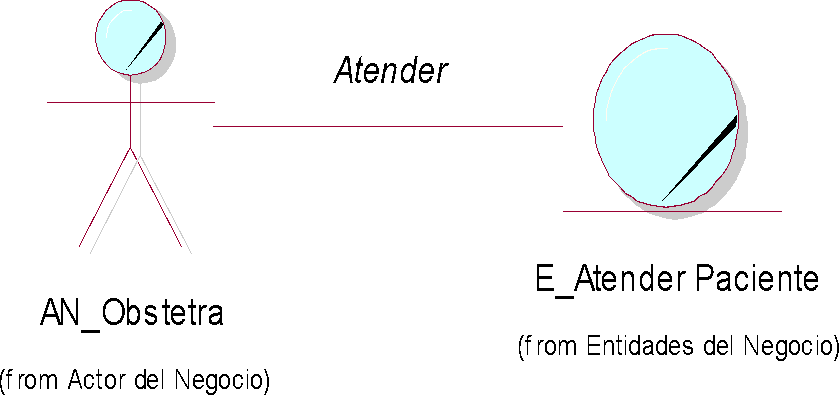 Atender
E_Atender Paciente
AN_Obstetra
(from Entidades del Negocio)
(from Actor del Negocio)